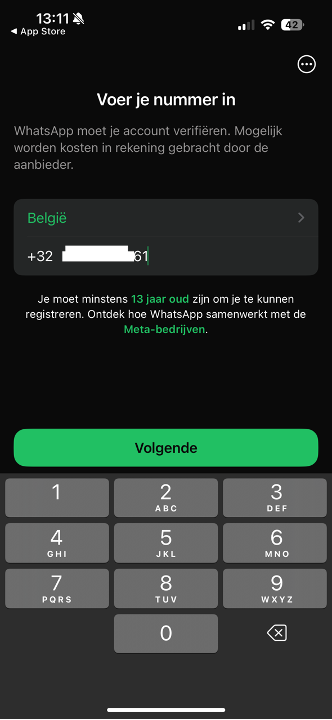 13:11
42
◀ App Store
Voer je nummer in
WhatsApp moet je account verifiëren. Mogelijk
worden kosten in rekening gebracht door de
aanbieder.
België
+32 61
Je moet minstens 13 jaar oud zijn om je te kunnen
registreren. Ontdek hoe WhatsApp samenwerkt met de
Meta-bedrijven.
Volgende
1 2 3
ABC DEF
4 5 6
GHI JKL MNO
7 8 9
PQRS TUV WXYZ
0